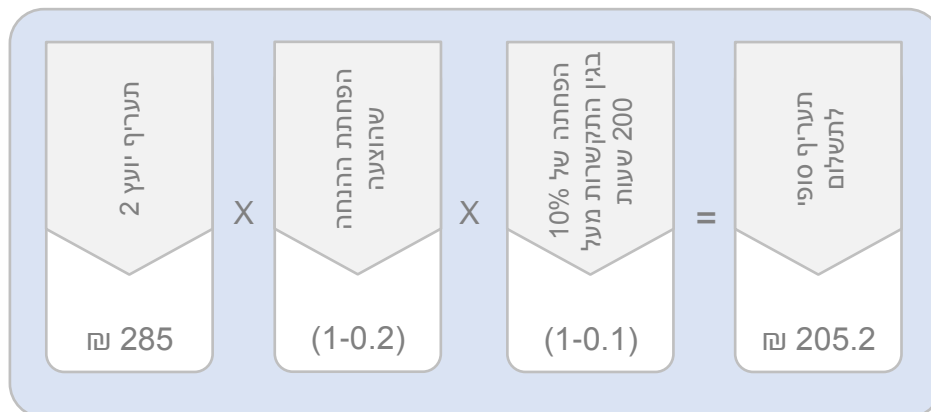 תעריף יועץ 2
285 ₪
X
הפחתת ההנחה
שהוצעה
(1-0.2)
X
הפחתה של 10%
בגין התקשרות מעל
200 שעות
(1-0.1)
=
תעריף סופי
לתשלום
205.2 ₪